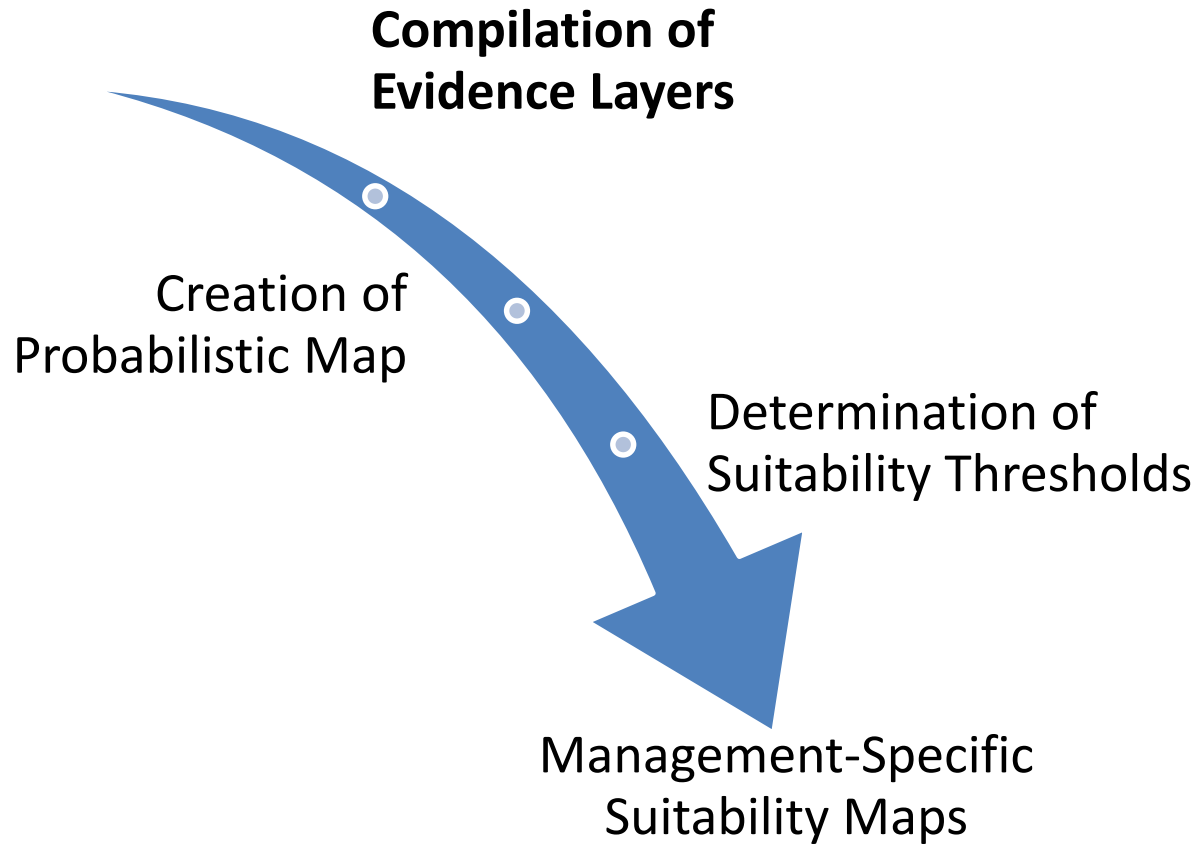 Compilation of
Evidence Layers
Creation of
Probabilistic Map
Determination of
Suitability Thresholds
Management-Specific
Suitability Maps